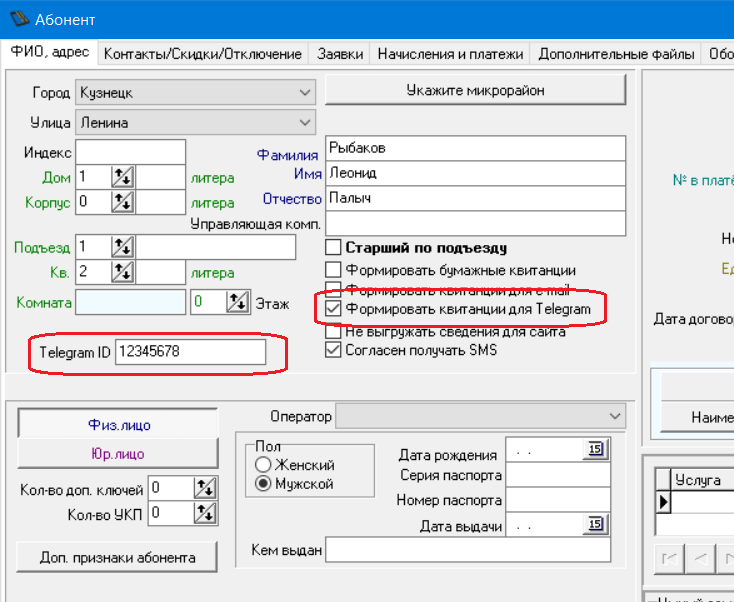 Абонент
ФИО, адрес Контакты/Скидки/Отключение Заявки Начисления и платежи Дополнительные файлы
Город Кузнецк Укажите микрорайон
Улица Ленина
Индекс
Фамилия Рыбаков
Дом 1 литера Имя Леонид
Корпус 0 литера Отчество Палыч
Управляющая комп.
Подъезд 1 Старший по подъезду
Кв. 2 литера Формировать бумажные квитанции
Формировать квитанции для e-mail
Комната 0 Этаж Формировать квитанции для Telegram
Не выгружать сведения для сайта
Telegram ID 12345678 Согласен получать SMS
№ в
Дата
Физ.лицо Оператор
Юр.лицо Пол
Женский Дата рождения . . 15
Мужской Серия паспорта
Кол-во доп. ключей 0 Номер паспорта
Кол-во УКП 0 Дата выдачи . . 15
Доп. признаки абонента Кем выдан
Услуга